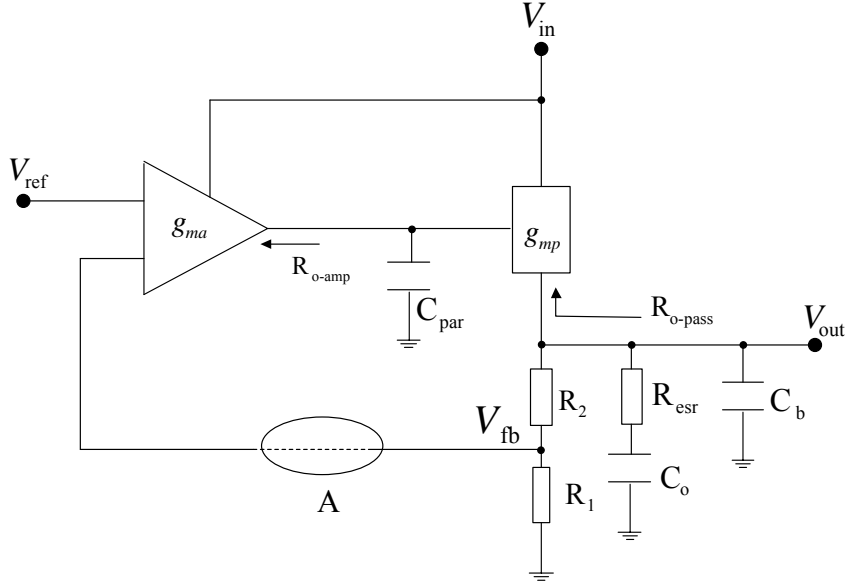 Vin
Vref
gma
gmp
Ro-amp
Cpar
Ro-pass
Vout
R2
Resr
Cb
Vfb
Co
R1
A